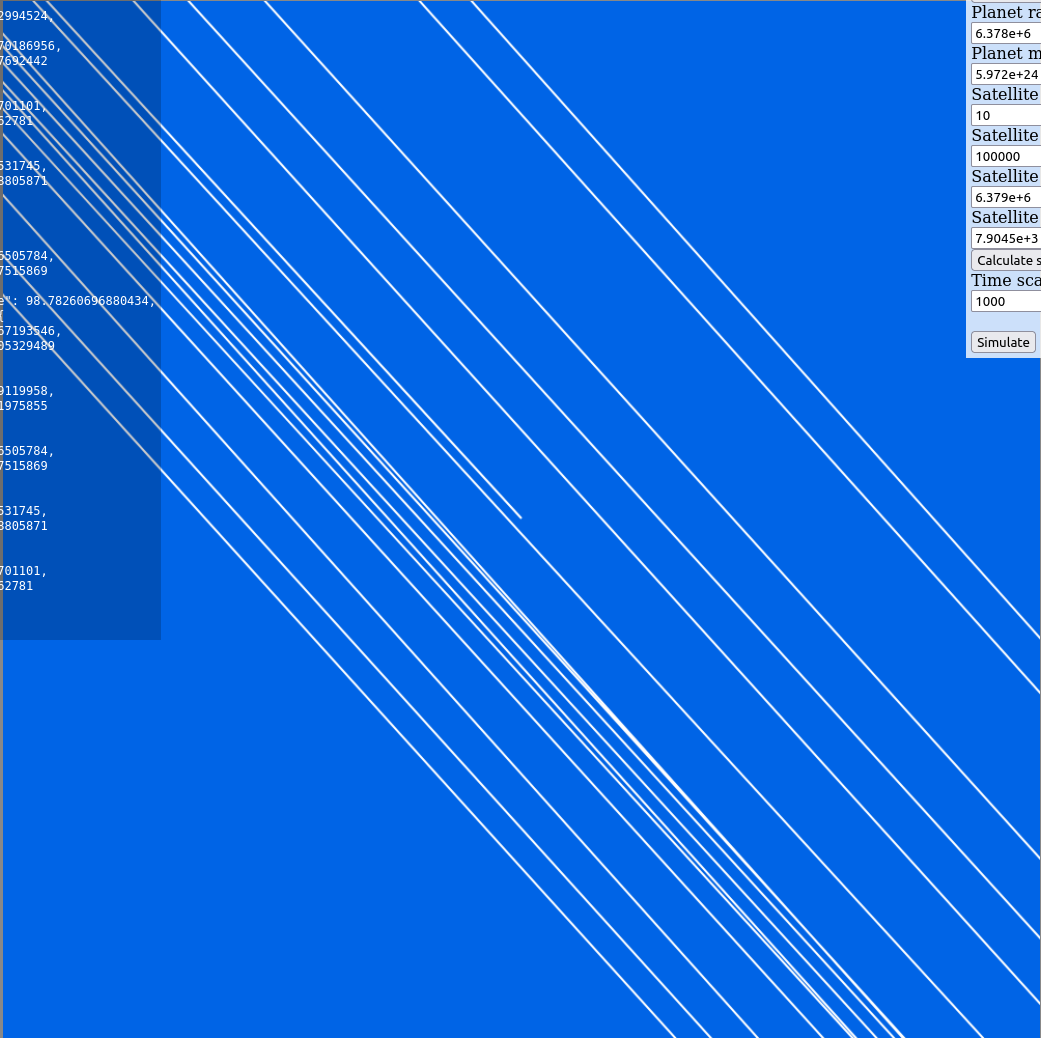 2994524,
70186956,
7692442
701101,
52781
531745,
3805871
5505784,
7515869
e": 98.78260696880434,
{
57193546,
05329489
9119958,
1975855
5505784,
7515869
531745,
3805871
701101,
52781
Planet ra
6.378e+6
Planet m
5.972e+24
Satellite
10
Satellite
100000
Satellite
6.379e+6
Satellite
7.9045e+3
Calculate s
Time sca
1000
Simulate